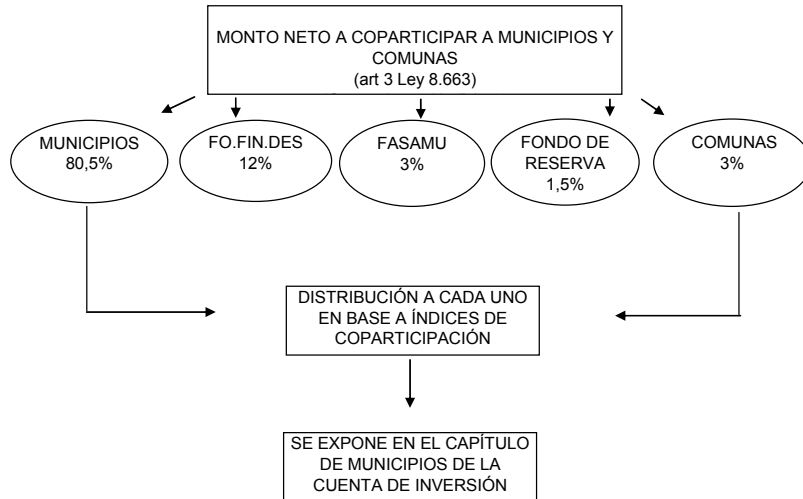 MONTO NETO A COPARTICIPAR A MUNICIPIOS Y
COMUNAS
(art 3 Ley 8.663)
MUNICIPIOS
80,5%
FO.FIN.DES
12%
FASAMU
3%
FONDO DE
RESERVA
1,5%
COMUNAS
3%
DISTRIBUCIÓN A CADA UNO
EN BASE A ÍNDICES DE
COPARTICIPACIÓN
SE EXPONE EN EL CAPÍTULO
DE MUNICIPIOS DE LA
CUENTA DE INVERSIÓN